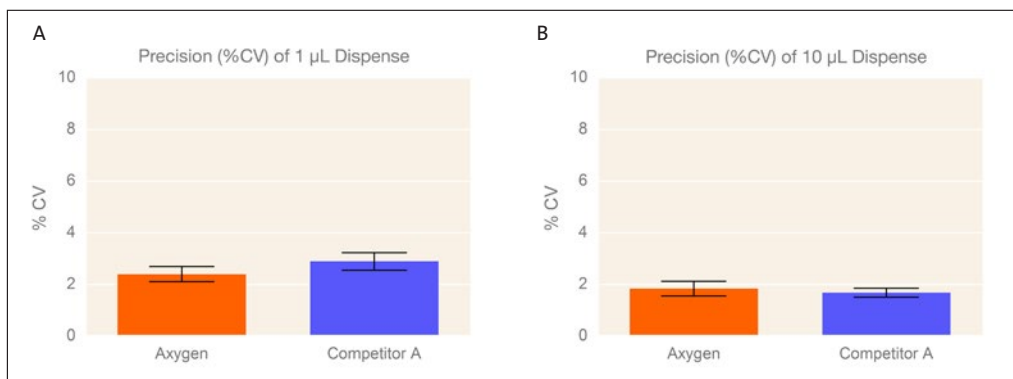 A
Precision (%CV) of 1 µL Dispense
10
8
6
4
2
0
% CV
Axygen
Competitor A
B
Precision (%CV) of 10 µL Dispense
10
8
6
4
2
0
% CV
Axygen
Competitor A